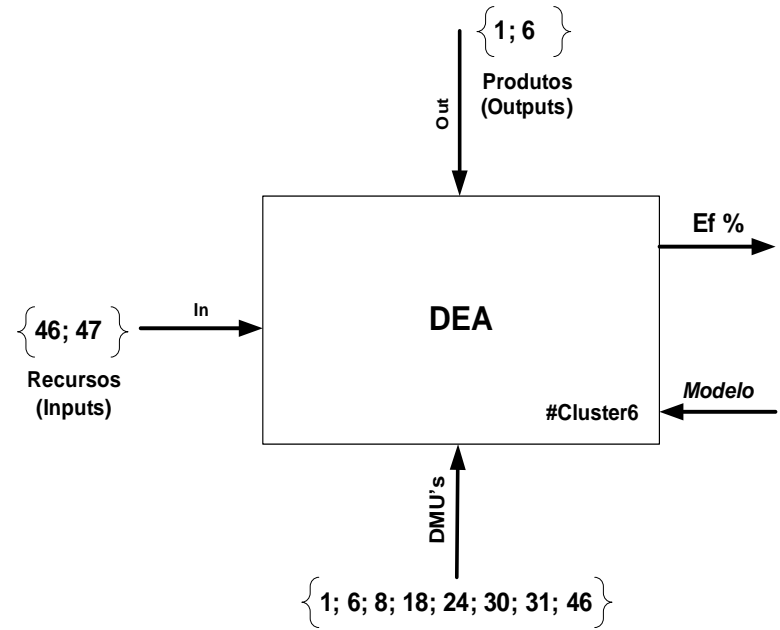 {1; 6 }
Produtos
(Outputs)
Out
Ef %
{46; 47 }
In
DEA
Recursos
(Inputs)
Modelo
#Cluster6
DMU's
{1; 6; 8; 18; 24; 30; 31; 46}